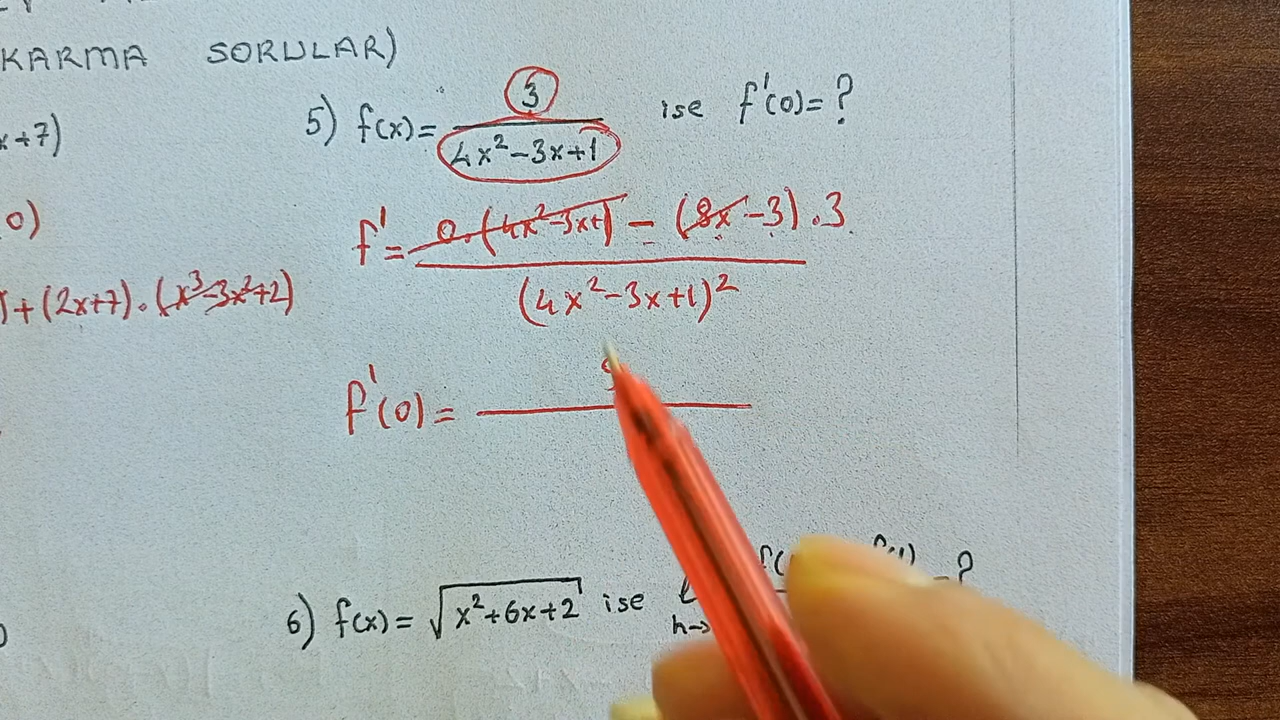 KARMA SORULAR)
x+7)
0)
+(2x+7).(x³-3x²+2)
5) f(x)= 3/(4x²-3x+1) ise f'(0)=?
f'= (0.(4x²-3x+1) - (8x-3).3)/(4x²-3x+1)²
f'(0)= 9
6) f(x)= √(x²+6x+2) ise
h→
=?